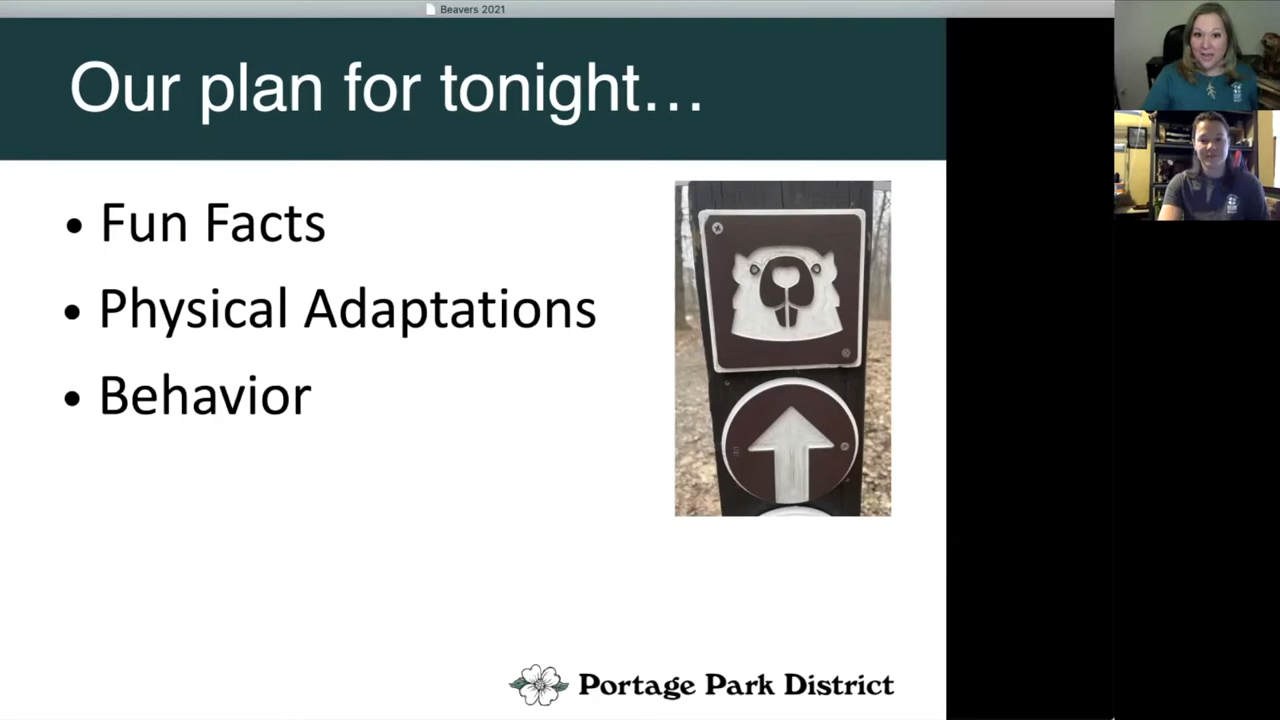 Beavers 2021
Our plan for tonight…
• Fun Facts
• Physical Adaptations
• Behavior
Portage Park District